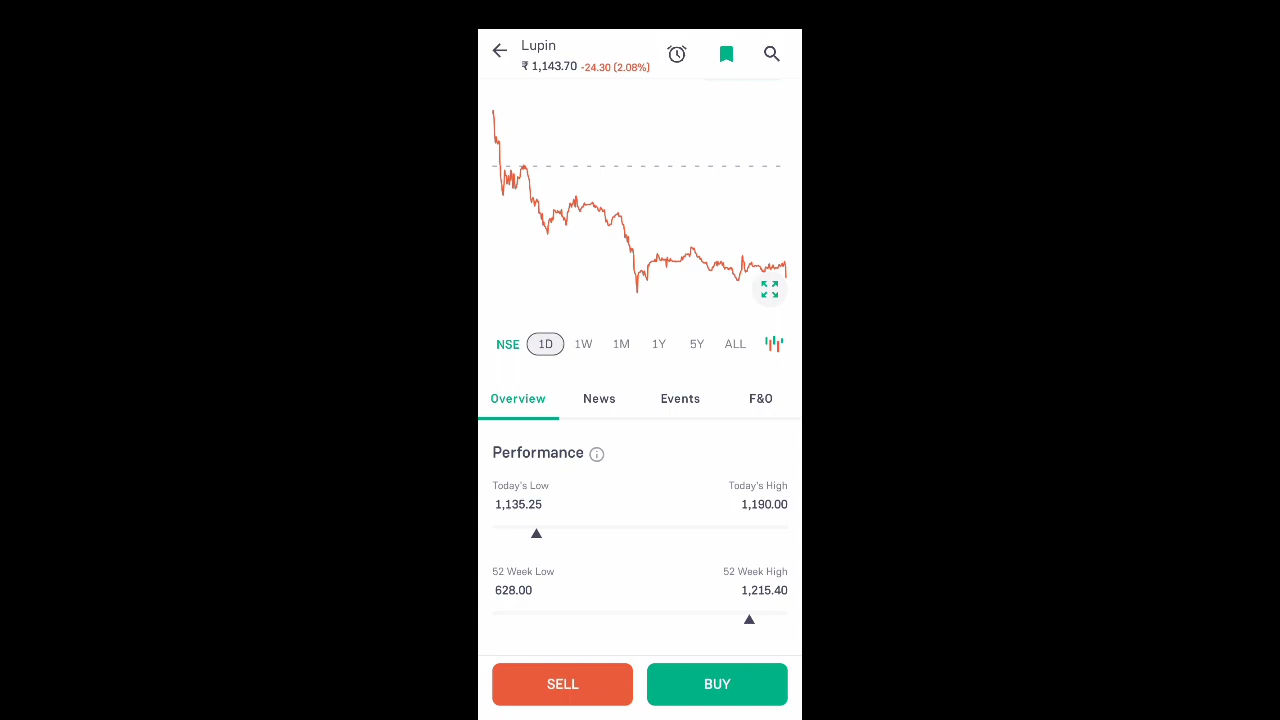 Lupin
₹ 1,143.70 -24.30 (2.08%)
NSE 1D 1W 1M 1Y 5Y ALL
Overview News Events F&O
Performance
Today's Low Today's High
1,135.25 1,190.00
52 Week Low 52 Week High
628.00 1,215.40
SELL BUY